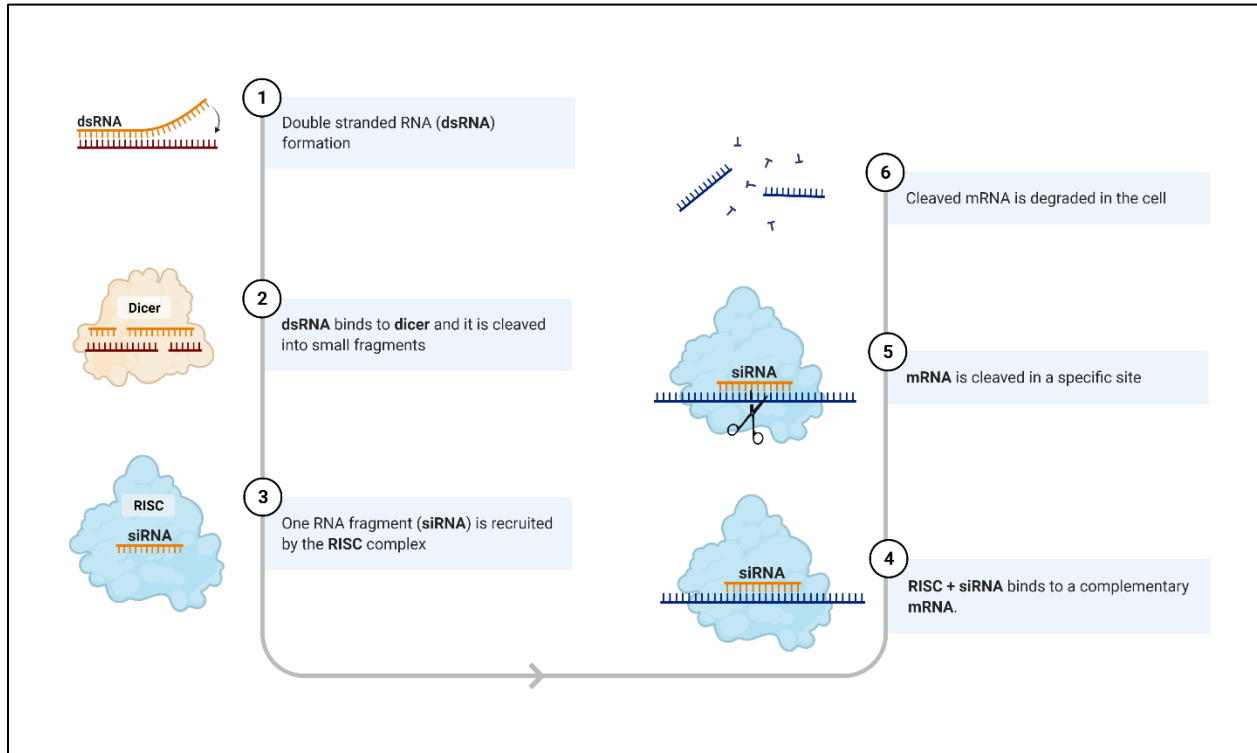 1
dsRNA
Double stranded RNA (dsRNA)
formation
2
Dicer
dsRNA binds to dicer and it is cleaved
into small fragments
3
RISC
siRNA
One RNA fragment (siRNA) is recruited
by the RISC complex
4
siRNA
RISC + siRNA binds to a complementary
mRNA.
5
siRNA
mRNA is cleaved in a specific site
6
Cleaved mRNA is degraded in the cell